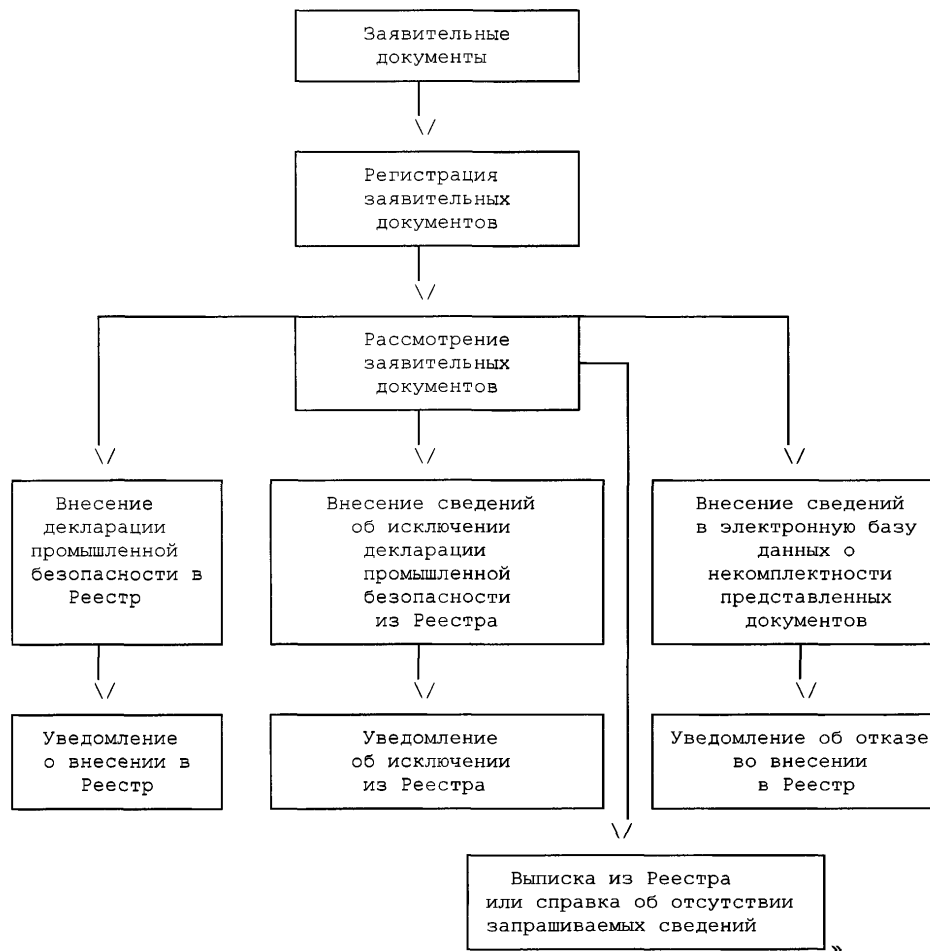 Заявительные
документы
\/
Регистрация
заявительных
документов
\/
Рассмотрение
заявительных
документов
\/
\/
\/
Внесение
декларации
промышленной
безопасности в
Реестр
Внесение сведений
об исключении
декларации
промышленной
безопасности
из Реестра
Внесение сведений
в электронную базу
данных о
некомплектности
представленных
документов
\/
\/
\/
Уведомление
о внесении в
Реестр
Уведомление
об исключении
из Реестра
Уведомление об отказе
во внесении
в Реестр
\/
Выписка из Реестра
или справка об отсутствии
запрашиваемых сведений
»